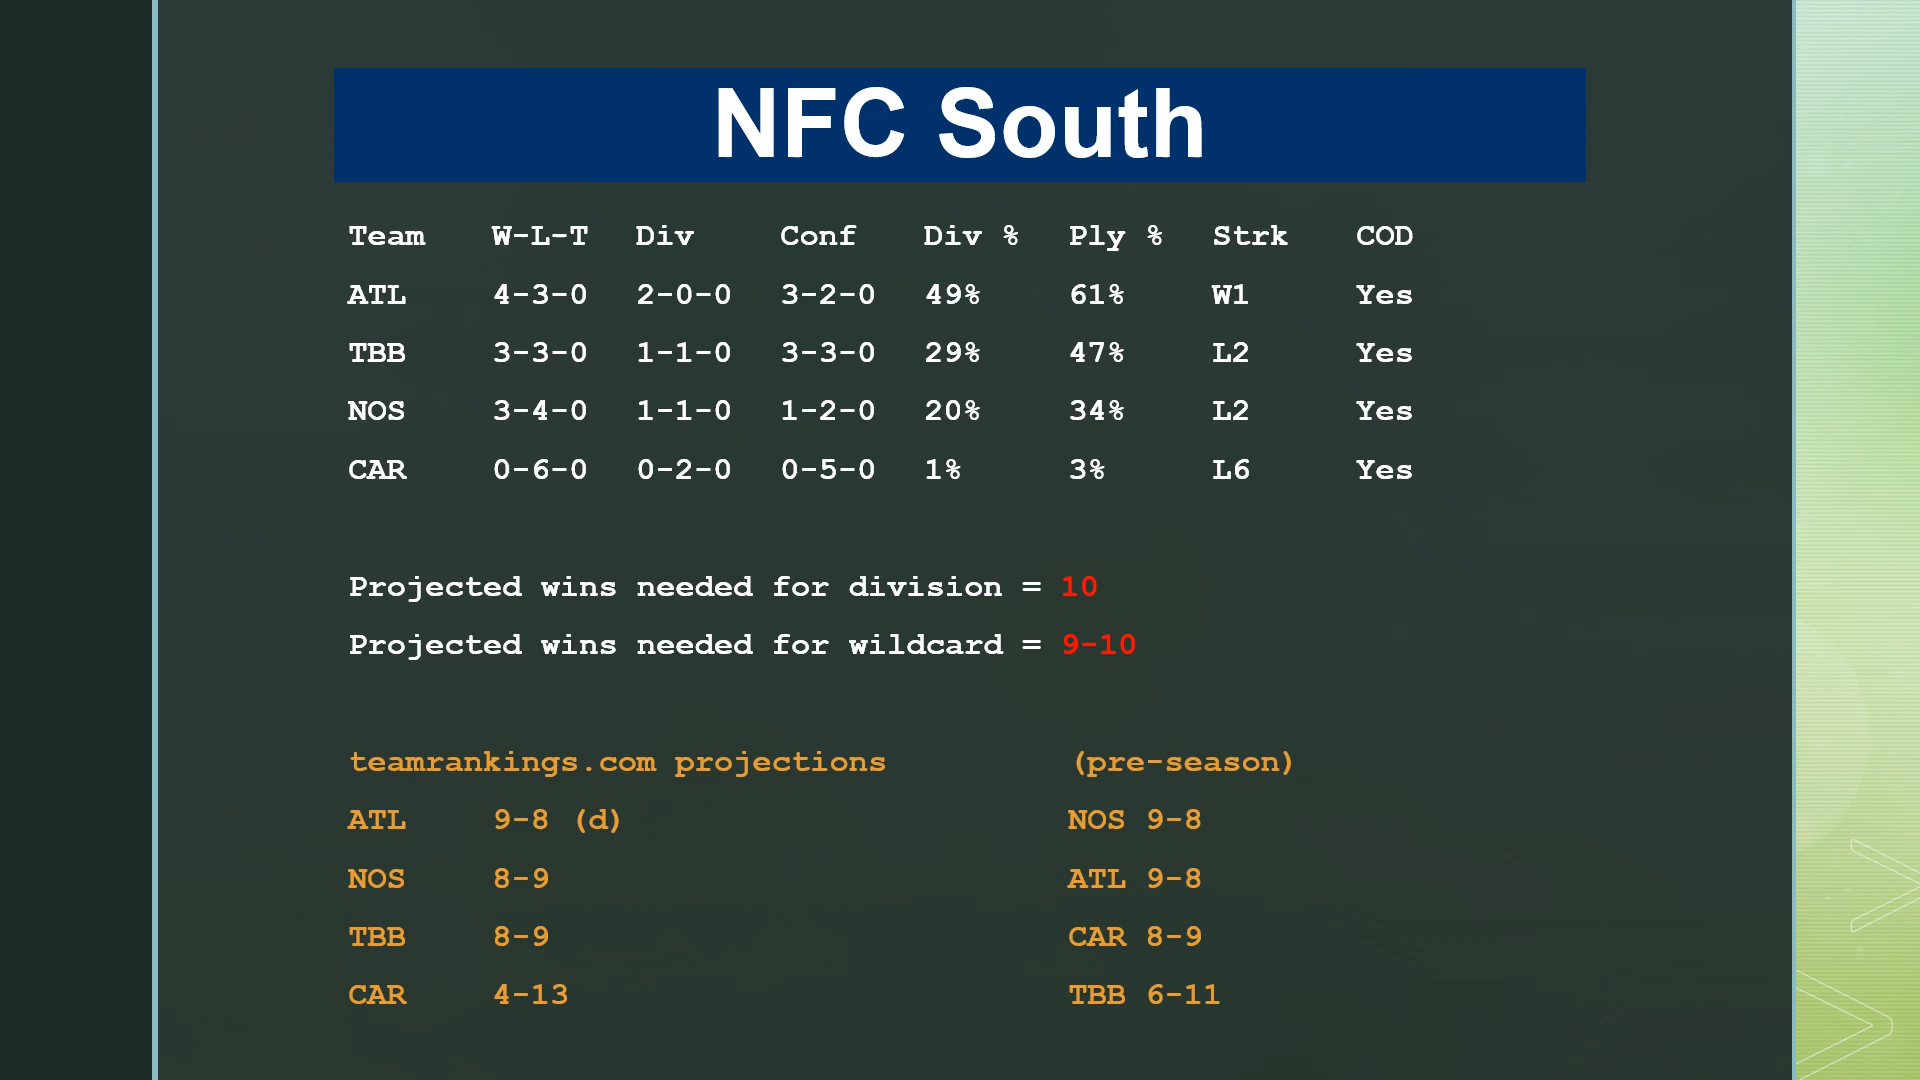 NFC South
Team W-L-T Div Conf Div % Ply % Strk COD
ATL 4-3-0 2-0-0 3-2-0 49% 61% W1 Yes
TBB 3-3-0 1-1-0 3-3-0 29% 47% L2 Yes
NOS 3-4-0 1-1-0 1-2-0 20% 34% L2 Yes
CAR 0-6-0 0-2-0 0-5-0 1% 3% L6 Yes
Projected wins needed for division = 10
Projected wins needed for wildcard = 9-10
teamrankings.com projections (pre-season)
ATL 9-8 (d) NOS 9-8
NOS 8-9 ATL 9-8
TBB 8-9 CAR 8-9
CAR 4-13 TBB 6-11